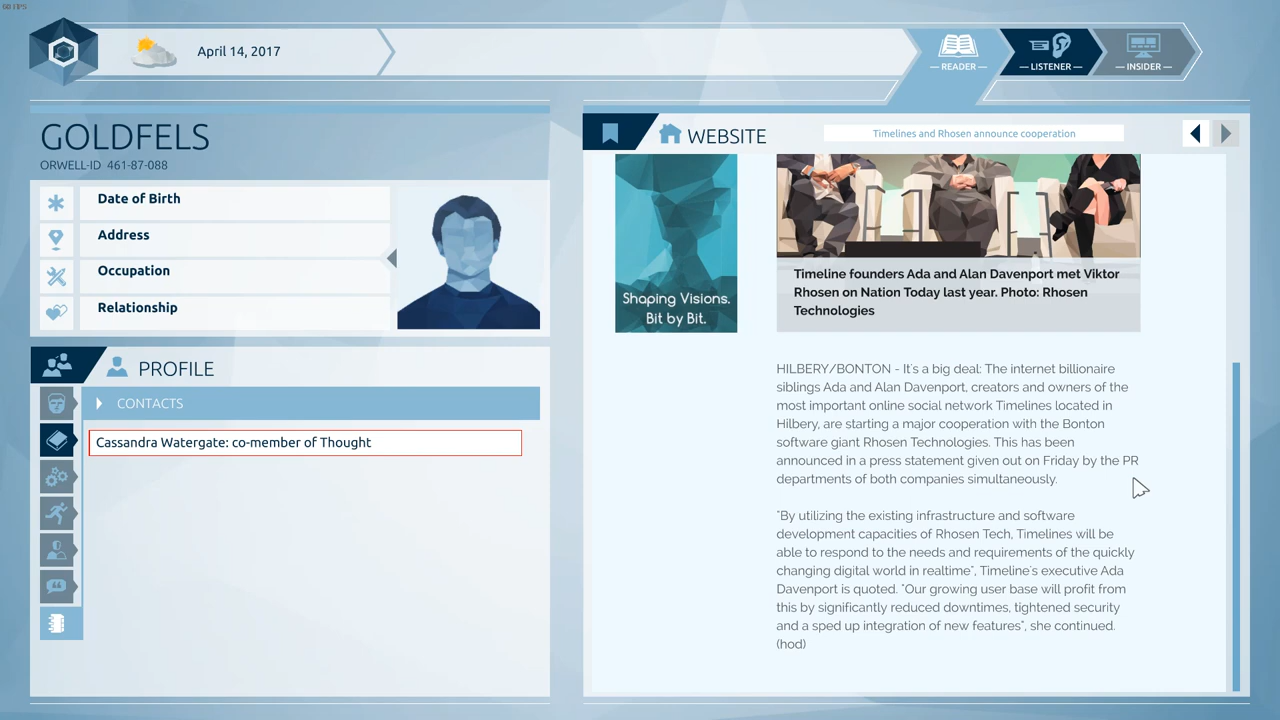 60 FPS
April 14, 2017
— READER —
— LISTENER —
— INSIDER —
GOLDFELS
ORWELL-ID 461-87-088
Date of Birth
Address
Occupation
Relationship
PROFILE
CONTACTS
Cassandra Watergate: co-member of Thought
WEBSITE
Timelines and Rhosen announce cooperation
Shaping Visions.
Bit by Bit.
Timeline founders Ada and Alan Davenport met Viktor
Rhosen on Nation Today last year. Photo: Rhosen
Technologies
HILBERY/BONTON - It's a big deal: The internet billionaire
siblings Ada and Alan Davenport, creators and owners of the
most important online social network Timelines located in
Hilbery, are starting a major cooperation with the Bonton
software giant Rhosen Technologies. This has been
announced in a press statement given out on Friday by the PR
departments of both companies simultaneously.
"By utilizing the existing infrastructure and software
development capacities of Rhosen Tech, Timelines will be
able to respond to the needs and requirements of the quickly
changing digital world in realtime", Timeline's executive Ada
Davenport is quoted. "Our growing user base will profit from
this by significantly reduced downtimes, tightened security
and a sped up integration of new features", she continued.
(hod)